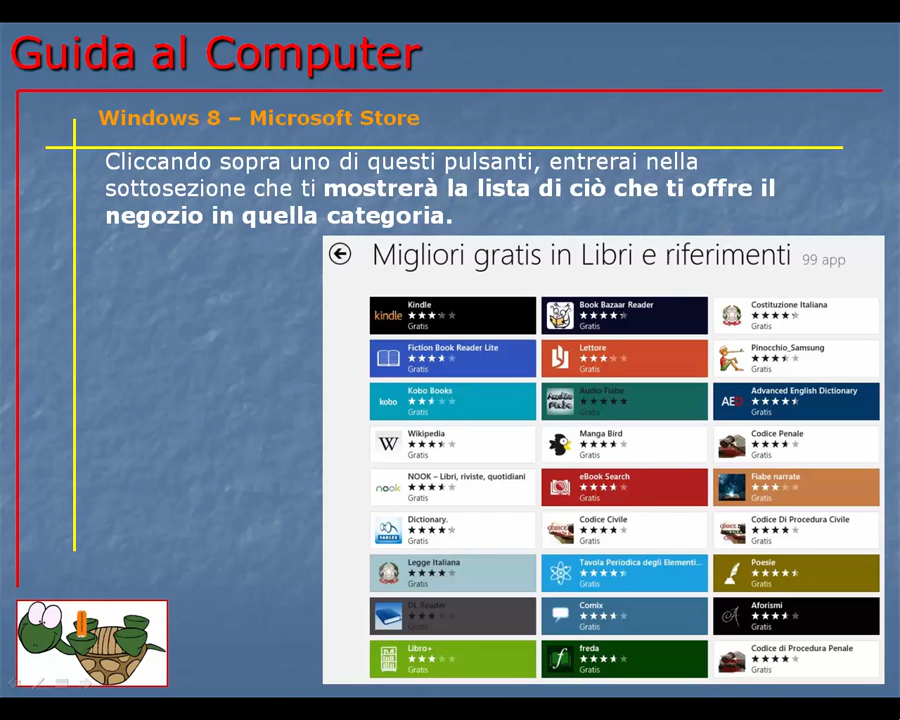 Guida al Computer
Windows 8 – Microsoft Store
Cliccando sopra uno di questi pulsanti, entrerai nella
sottosezione che ti mostrerà la lista di ciò che ti offre il
negozio in quella categoria.
Migliori gratis in Libri e riferimenti 99 app
kindle
Kindle
Gratis
Book Bazaar Reader
Gratis
Costituzione Italiana
Gratis
Fiction Book Reader Lite
Gratis
Lettore
Gratis
Pinocchio_Samsung
Gratis
kobo
Kobo Books
Gratis
Audio Fiabe
Audio Fiabe
Gratis
AED
Advanced English Dictionary
Gratis
W
Wikipedia
Gratis
Manga Bird
Gratis
Codice Penale
Gratis
nook
NOOK – Libri, riviste, quotidiani
Gratis
eBook Search
Gratis
Fiabe narrate
Gratis
Dictionary.
Gratis
Codice Civile
Gratis
Codice Di Procedura Civile
Gratis
Legge Italiana
Gratis
Tavola Periodica degli Elementi...
Gratis
Poesie
Gratis
DL Reader
Gratis
Comix
Gratis
A
Aforismi
Gratis
Libro+
Gratis
f
freda
Gratis
Codice di Procedura Penale
Gratis